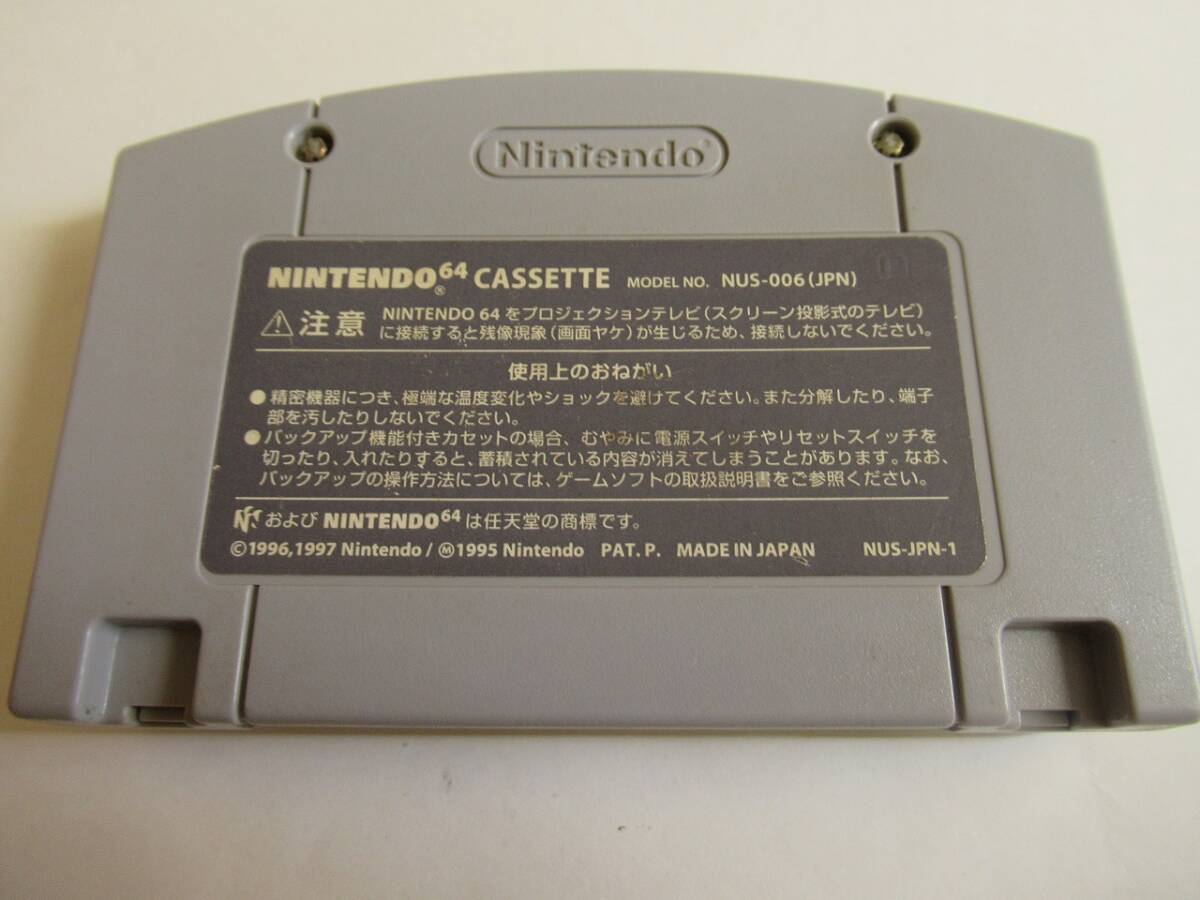 Nintendo®
NINTENDO64® CASSETTE MODEL NO. NUS-006(JPN) 01
注意 NINTENDO 64 をプロジェクションテレビ(スクリーン投影式のテレビ)
に接続すると残像現象(画面ヤケ)が生じるため、接続しないでください。
使用上のおねがい
●精密機器につき、極端な温度変化やショックを避けてください。また分解したり、端子
部を汚したりしないでください。
●バックアップ機能付きカセットの場合、むやみに電源スイッチやリセットスイッチを
切ったり、入れたりすると、蓄積されている内容が消えてしまうことがあります。なお、
バックアップの操作方法については、ゲームソフトの取扱説明書をご参照ください。
および NINTENDO64 は任天堂の商標です。
©1996,1997 Nintendo / Ⓜ1995 Nintendo PAT. P. MADE IN JAPAN NUS-JPN-1